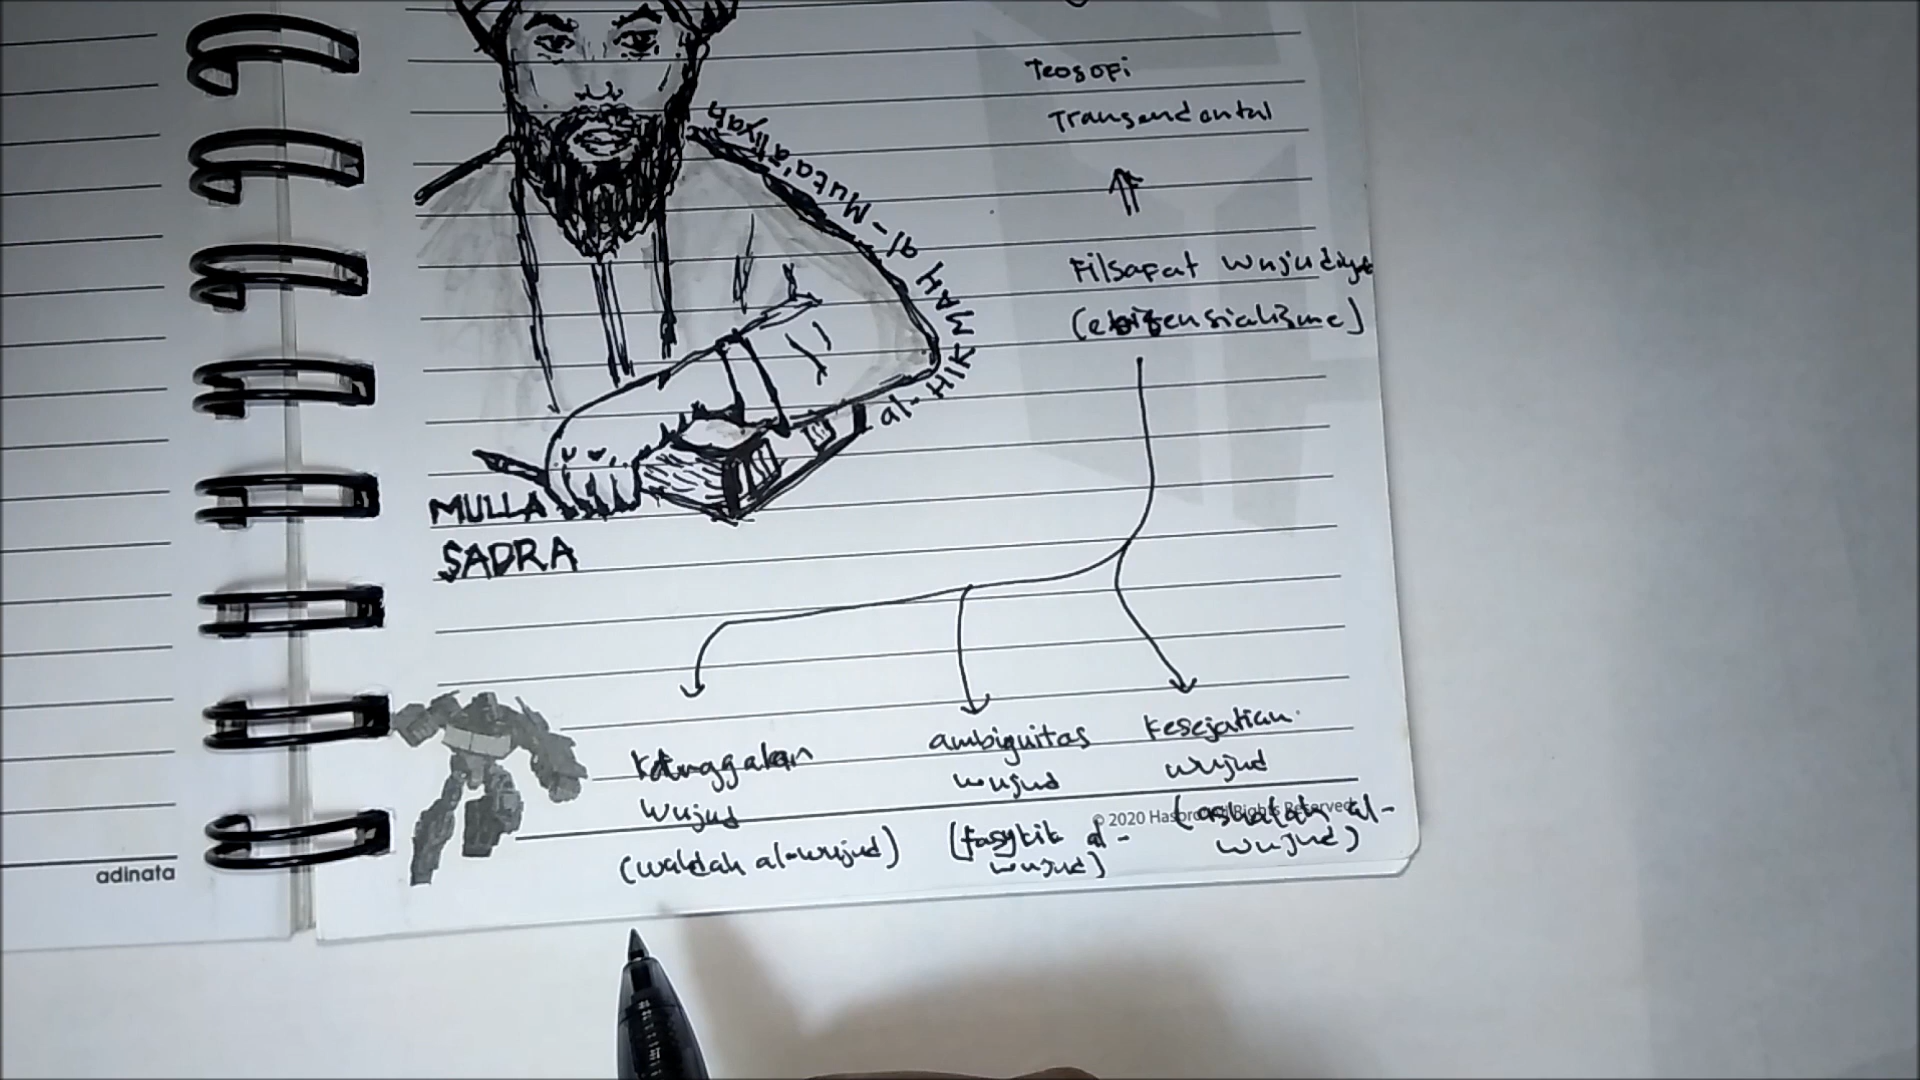 Teosofi
Transendental
Filsafat wujudiyah
(eksistensialisme)
al-HIKMAH al-Muta'aliyah
MULLA
SADRA
ketunggalan
wujud
(wahdah al-wujud)
ambiguitas
wujud
(tasykik al-
wujud)
kesejatian
wujud
(ashalah al-
wujud)
© 2020 Hasbro. All Rights Reserved.
adinata